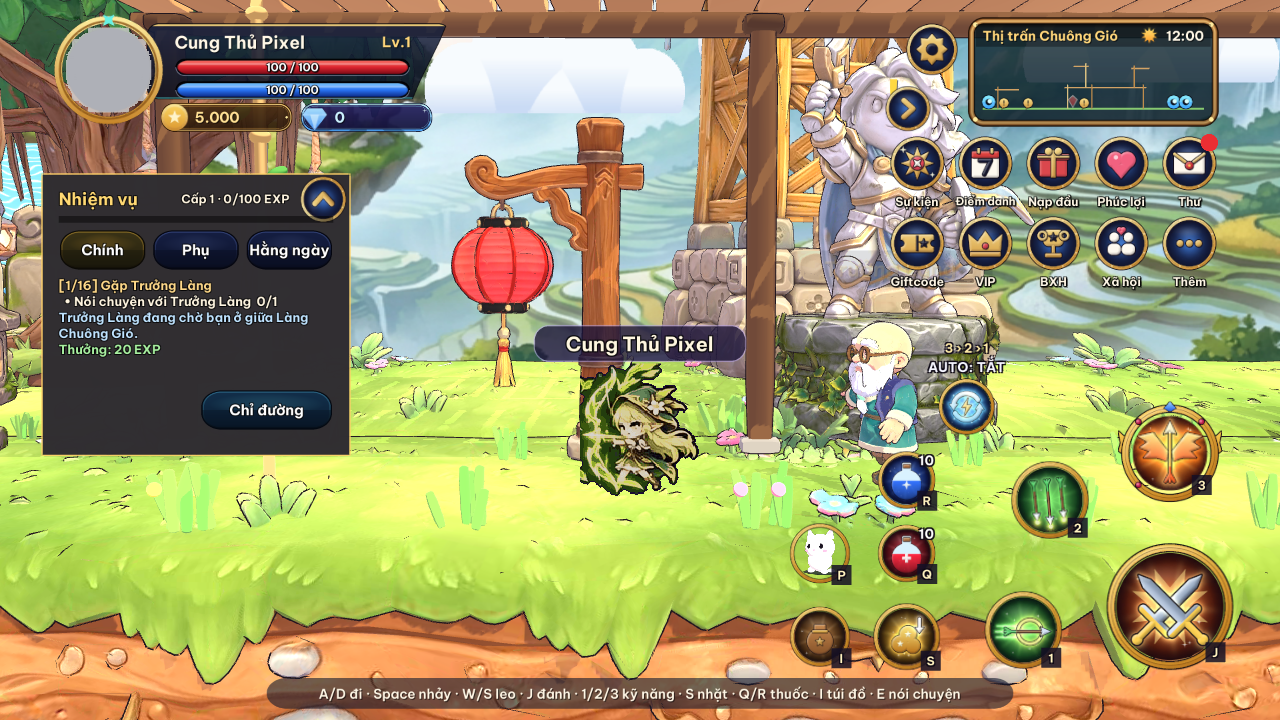 Cung Thủ Pixel
Lv.1
100 / 100
100 / 100
5.000
0
Thị trấn Chuông Gió
12:00
7
Sự kiện
Điểm danh
Nạp đầu
Phúc lợi
Thư
Giftcode
VIP
BXH
Xã hội
Thêm
Nhiệm vụ
Cấp 1 · 0/100 EXP
Chính
Phụ
Hằng ngày
[1/16] Gặp Trưởng Làng
• Nói chuyện với Trưởng Làng 0/1
Trưởng Làng đang chờ bạn ở giữa Làng
Chuông Gió.
Thưởng: 20 EXP
Chỉ đường
Cung Thủ Pixel
3›2›1
AUTO: TẮT
10
R
10
Q
P
I
S
1
2
3
J
A/D đi · Space nhảy · W/S leo · J đánh · 1/2/3 kỹ năng · S nhặt · Q/R thuốc · I túi đồ · E nói chuyện